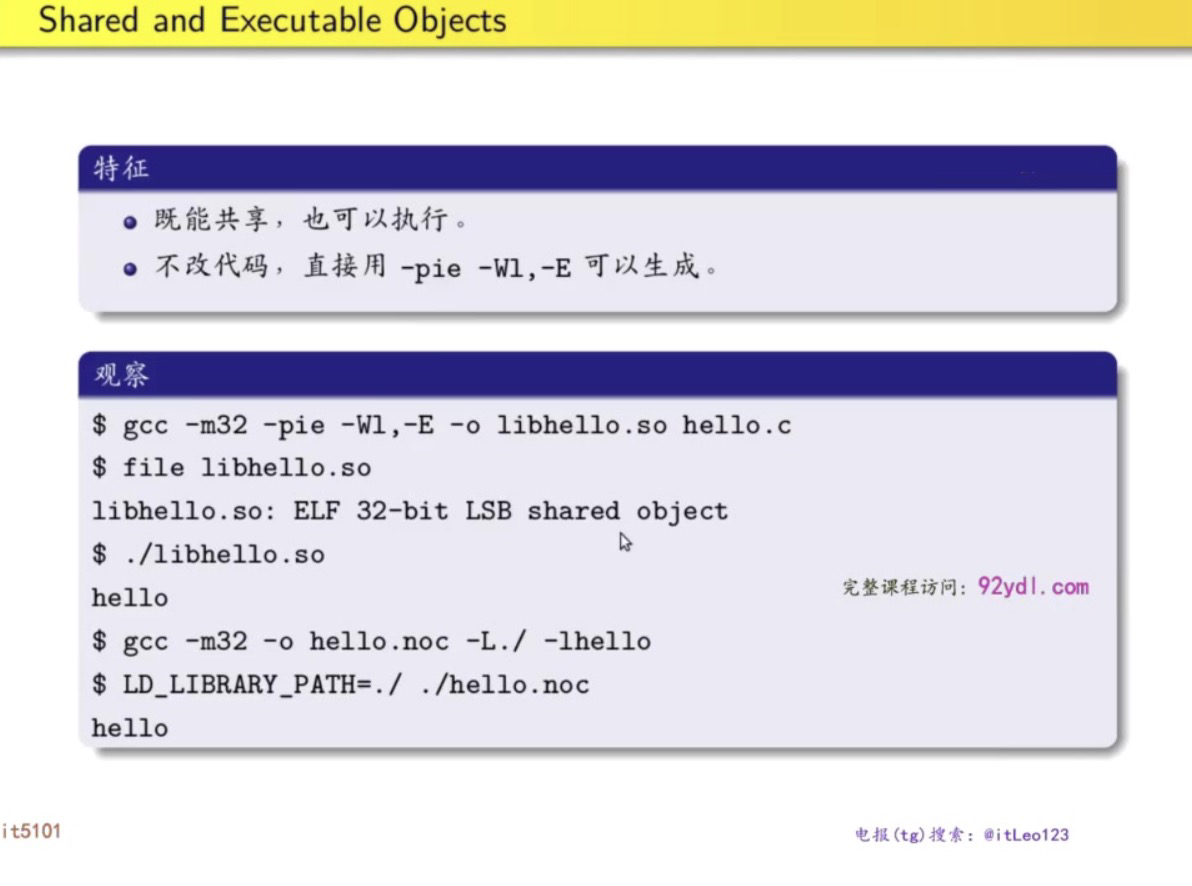 Shared and Executable Objects
特征
既能共享，也可以执行。
不改代码，直接用 -pie -Wl,-E 可以生成。
观察
$ gcc -m32 -pie -Wl,-E -o libhello.so hello.c
$ file libhello.so
libhello.so: ELF 32-bit LSB shared object
$ ./libhello.so
hello
完整课程访问: 92ydl.com
$ gcc -m32 -o hello.noc -L./ -lhello
$ LD_LIBRARY_PATH=./ ./hello.noc
hello
it5101
电报(tg)搜索: @itLeo123